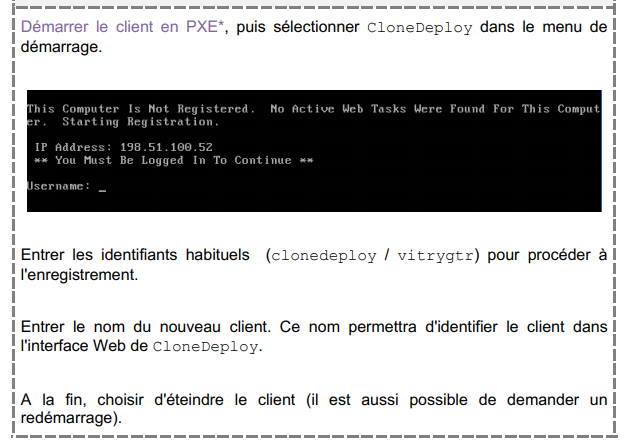 Démarrer le client en PXE*, puis sélectionner CloneDeploy dans le menu de
démarrage.
This Computer Is Not Registered.  No Active Web Tasks Were Found For This Comput
er.  Starting Registration.
IP Address: 198.51.100.52
** You Must Be Logged In To Continue **
Username: _
Entrer les identifiants habituels (clonedeploy / vitrygtr) pour procéder à
l'enregistrement.
Entrer le nom du nouveau client. Ce nom permettra d'identifier le client dans
l'interface Web de CloneDeploy.
A la fin, choisir d'éteindre le client (il est aussi possible de demander un
redémarrage).